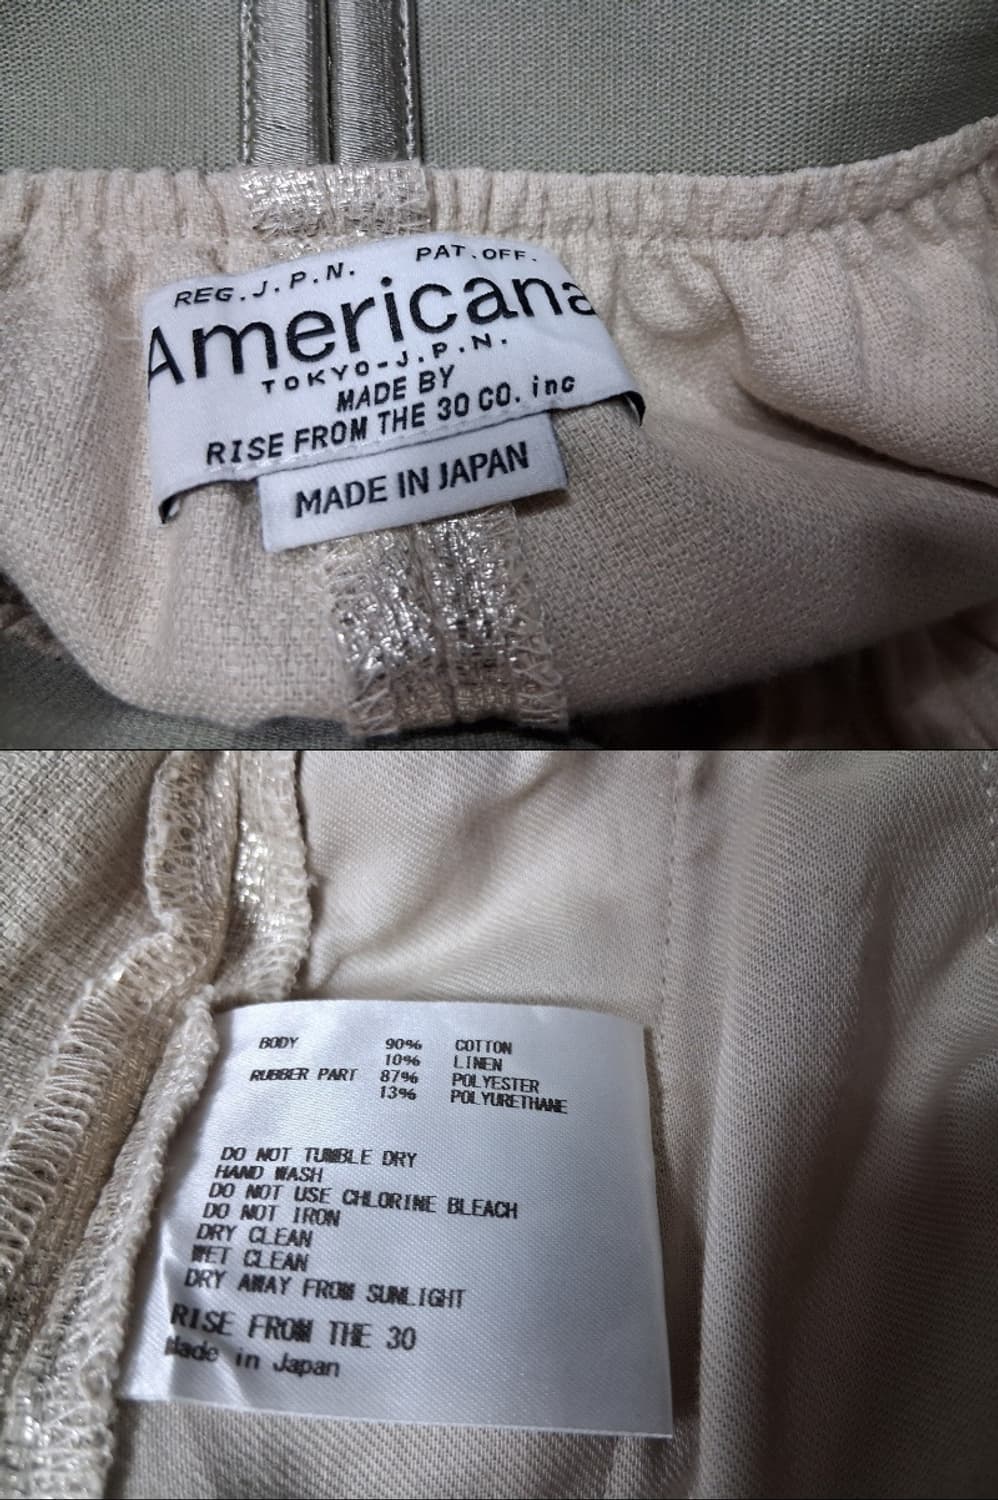 REG.J.P.N. PAT.OFF.
Americana
TOKYO-J.P.N.
MADE BY
RISE FROM THE 30 CO. inc
MADE IN JAPAN
BODY 90% COTTON
10% LINEN
RUBBER PART 87% POLYESTER
13% POLYURETHANE
DO NOT TUMBLE DRY
HAND WASH
DO NOT USE CHLORINE BLEACH
DO NOT IRON
DRY CLEAN
WET CLEAN
DRY AWAY FROM SUNLIGHT
RISE FROM THE 30
Made in Japan